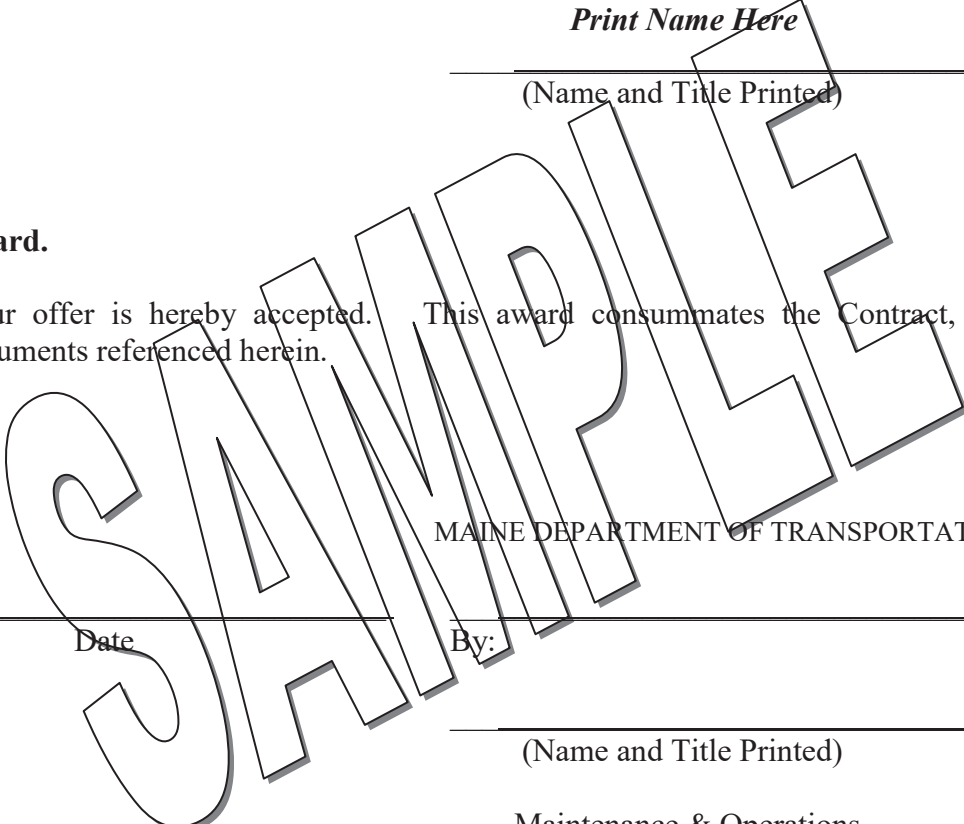 Print Name Here
(Name and Title Printed)
ard.
ur offer is hereby accepted. This award consummates the Contract,
uments referenced herein.
SAMPLE
MAINE DEPARTMENT OF TRANSPORTAT
Date By:
(Name and Title Printed)
Maintenance & Operations